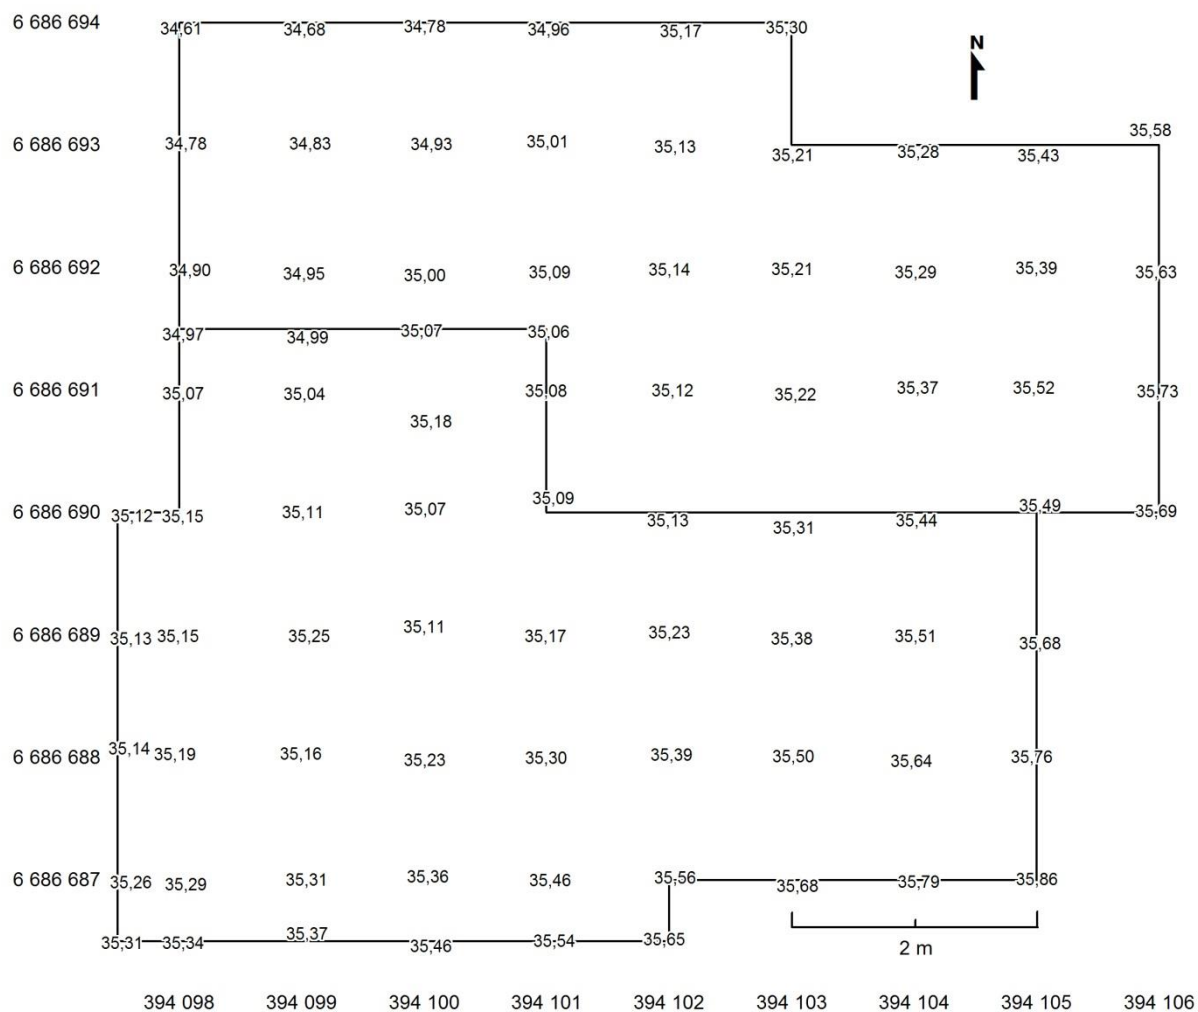 6 686 694 34,61 34,68 34,78 34,96 35,17 35,30
N
6 686 693 34,78 34,83 34,93 35,01 35,13 35,21 35,28 35,43 35,58
6 686 692 34,90 34,95 35,00 35,09 35,14 35,21 35,29 35,39 35,63
34,97 34,99 35,07 35,06
6 686 691 35,07 35,04 35,18 35,08 35,12 35,22 35,37 35,52 35,73
6 686 690 35,12 35,15 35,11 35,07 35,09 35,13 35,31 35,44 35,49 35,69
6 686 689 35,13 35,15 35,25 35,11 35,17 35,23 35,38 35,51 35,68
6 686 688 35,14 35,19 35,16 35,23 35,30 35,39 35,50 35,64 35,76
6 686 687 35,26 35,29 35,31 35,36 35,46 35,56 35,68 35,79 35,86
35,31 35,34 35,37 35,46 35,54 35,65
2 m
394 098 394 099 394 100 394 101 394 102 394 103 394 104 394 105 394 106